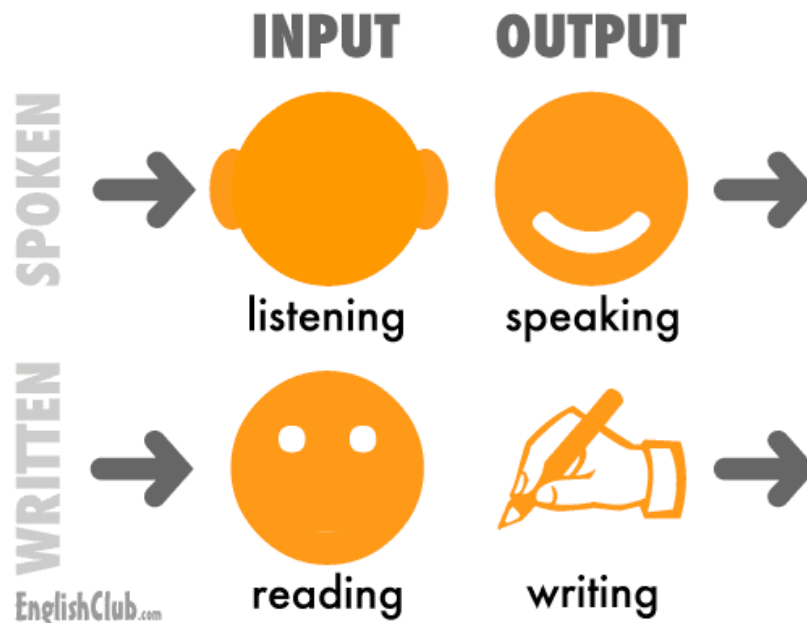 INPUT OUTPUT
SPOKEN
listening speaking
WRITTEN
reading writing
EnglishClub.com